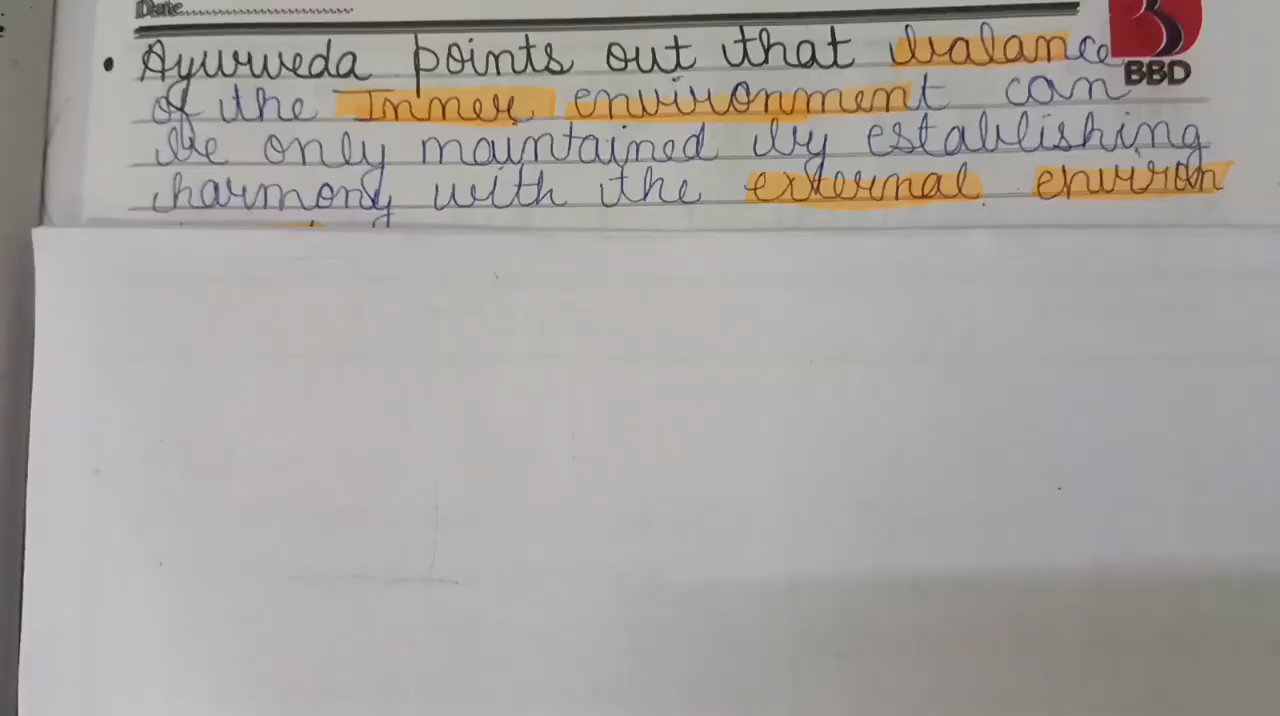 Date
• Ayurveda points out that balance
BBD
of the Inner environment can
be only maintained by establishing
harmony with the external environ